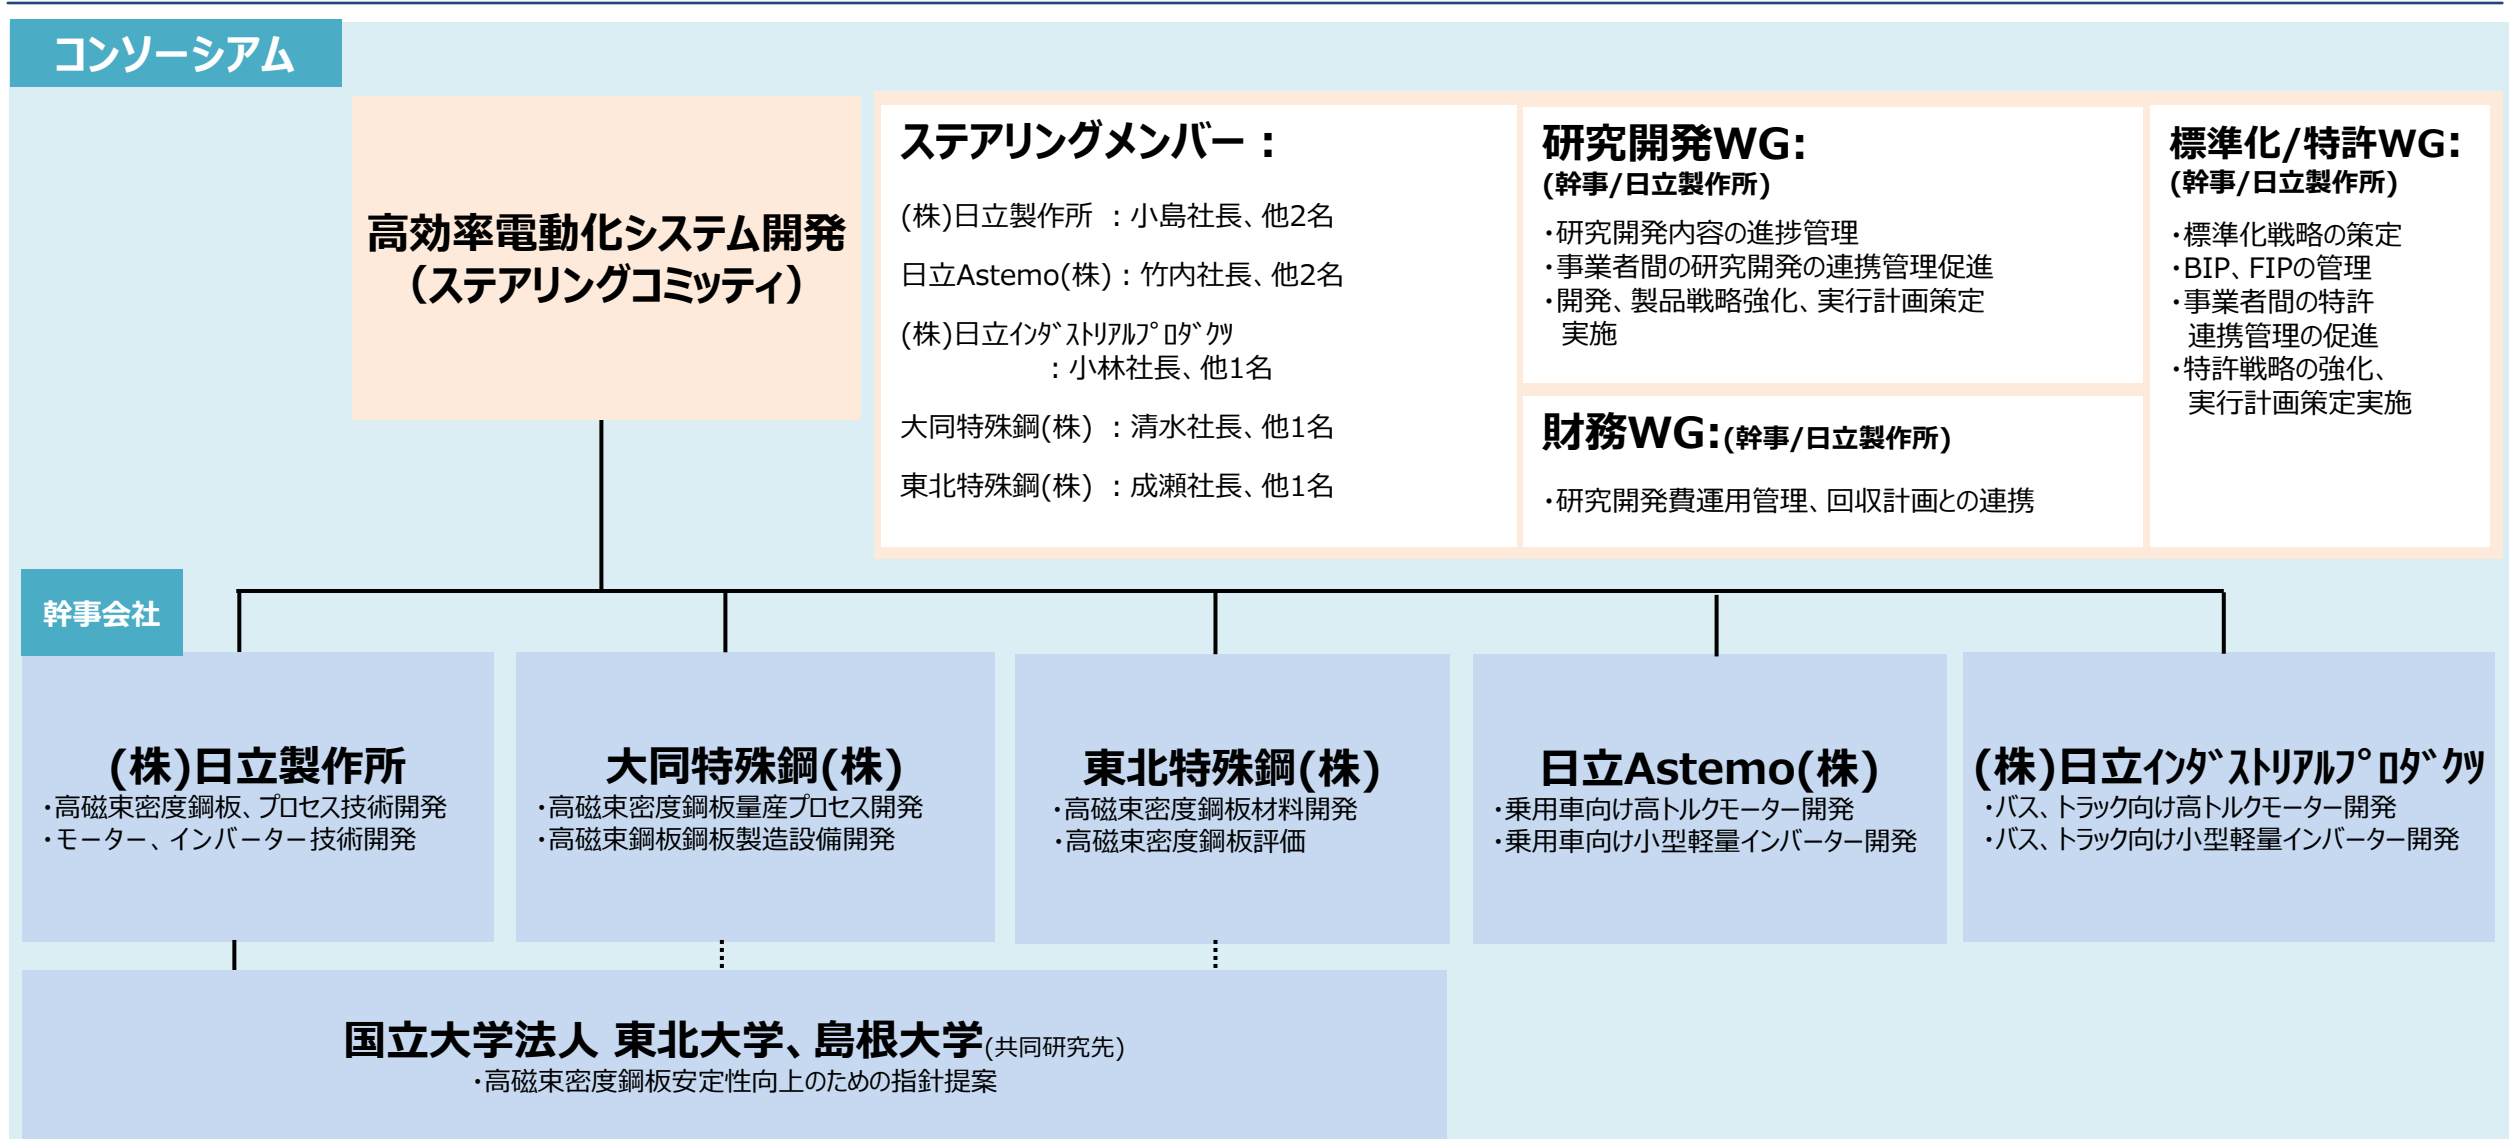 コンソーシアム
高効率電動化システム開発
（ステアリングコミッティ）
ステアリングメンバー：
(株)日立製作所 ：小島社長、他2名
日立Astemo(株)：竹内社長、他2名
(株)日立ｲﾝﾀﾞｽﾄﾘｱﾙﾌﾟﾛﾀﾞｸﾂ
：小林社長、他1名
大同特殊鋼(株) ：清水社長、他1名
東北特殊鋼(株) ：成瀬社長、他1名
研究開発WG:
(幹事/日立製作所)
・研究開発内容の進捗管理
・事業者間の研究開発の連携管理促進
・開発、製品戦略強化、実行計画策定
実施
財務WG:(幹事/日立製作所)
・研究開発費運用管理、回収計画との連携
標準化/特許WG:
(幹事/日立製作所)
・標準化戦略の策定
・BIP、FIPの管理
・事業者間の特許
連携管理の促進
・特許戦略の強化、
実行計画策定実施
幹事会社
(株)日立製作所
・高磁束密度鋼板、プロセス技術開発
・モーター、インバーター技術開発
大同特殊鋼(株)
・高磁束密度鋼板量産プロセス開発
・高磁束鋼板鋼板製造設備開発
東北特殊鋼(株)
・高磁束密度鋼板材料開発
・高磁束密度鋼板評価
日立Astemo(株)
・乗用車向け高トルクモーター開発
・乗用車向け小型軽量インバーター開発
(株)日立ｲﾝﾀﾞｽﾄﾘｱﾙﾌﾟﾛﾀﾞｸﾂ
・バス、トラック向け高トルクモーター開発
・バス、トラック向け小型軽量インバーター開発
国立大学法人 東北大学、島根大学(共同研究先)
・高磁束密度鋼板安定性向上のための指針提案